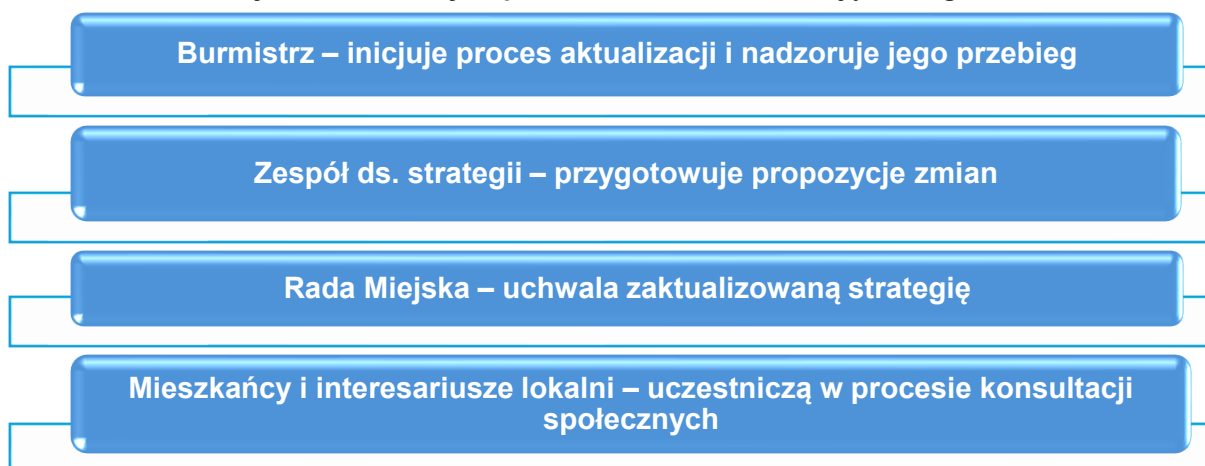 Burmistrz – inicjuje proces aktualizacji i nadzoruje jego przebieg
Zespół ds. strategii – przygotowuje propozycje zmian
Rada Miejska – uchwala zaktualizowaną strategię
Mieszkańcy i interesariusze lokalni – uczestniczą w procesie konsultacji
społecznych